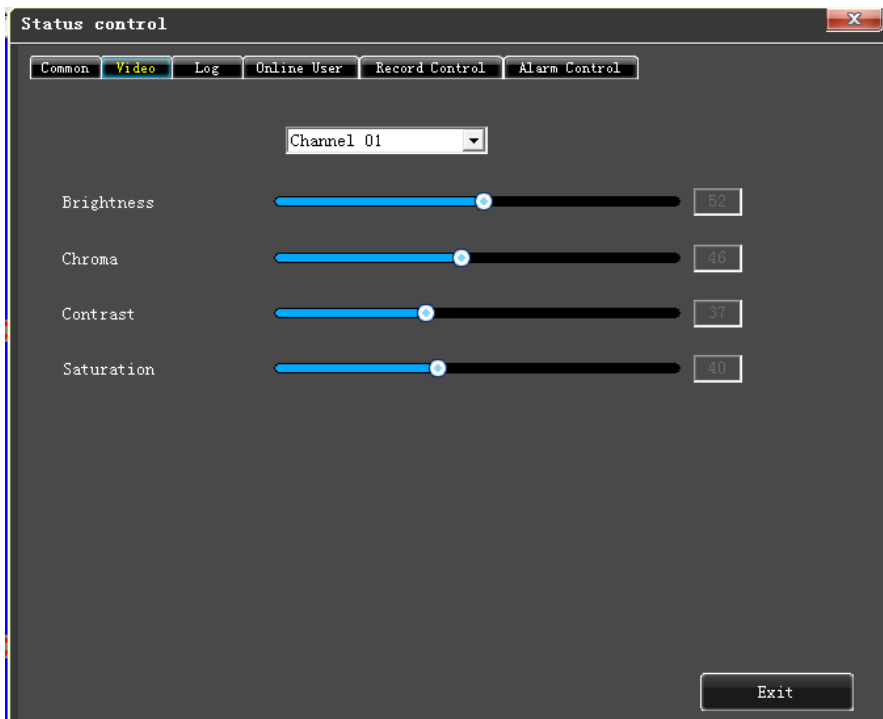 Status control
Common Video Log Online User Record Control Alarm Control
Channel 01
Brightness 52
Chroma 46
Contrast 37
Saturation 40
Exit